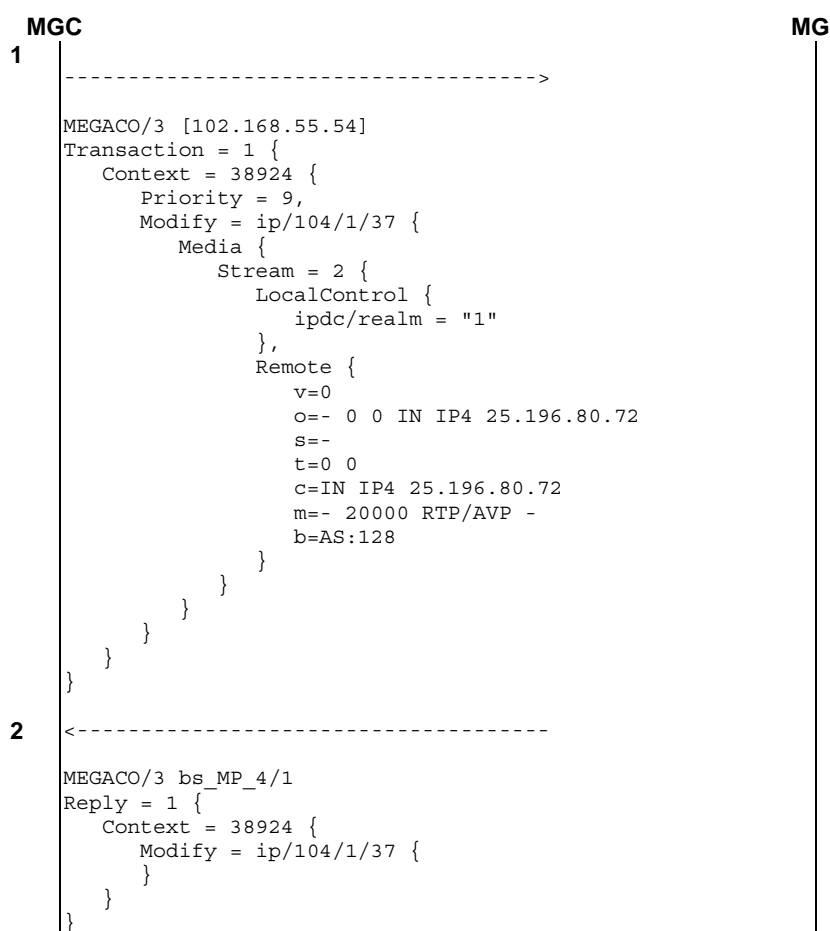 MGC MG
1
------------------------------------->
MEGACO/3 [102.168.55.54]
Transaction = 1 {
Context = 38924 {
Priority = 9,
Modify = ip/104/1/37 {
Media {
Stream = 2 {
LocalControl {
ipdc/realm = "1"
},
Remote {
v=0
o=- 0 0 IN IP4 25.196.80.72
s=-
t=0 0
c=IN IP4 25.196.80.72
m=- 20000 RTP/AVP -
b=AS:128
}
}
}
}
}
}
2 <-------------------------------------
MEGACO/3 bs_MP_4/1
Reply = 1 {
Context = 38924 {
Modify = ip/104/1/37 {
}
}
}